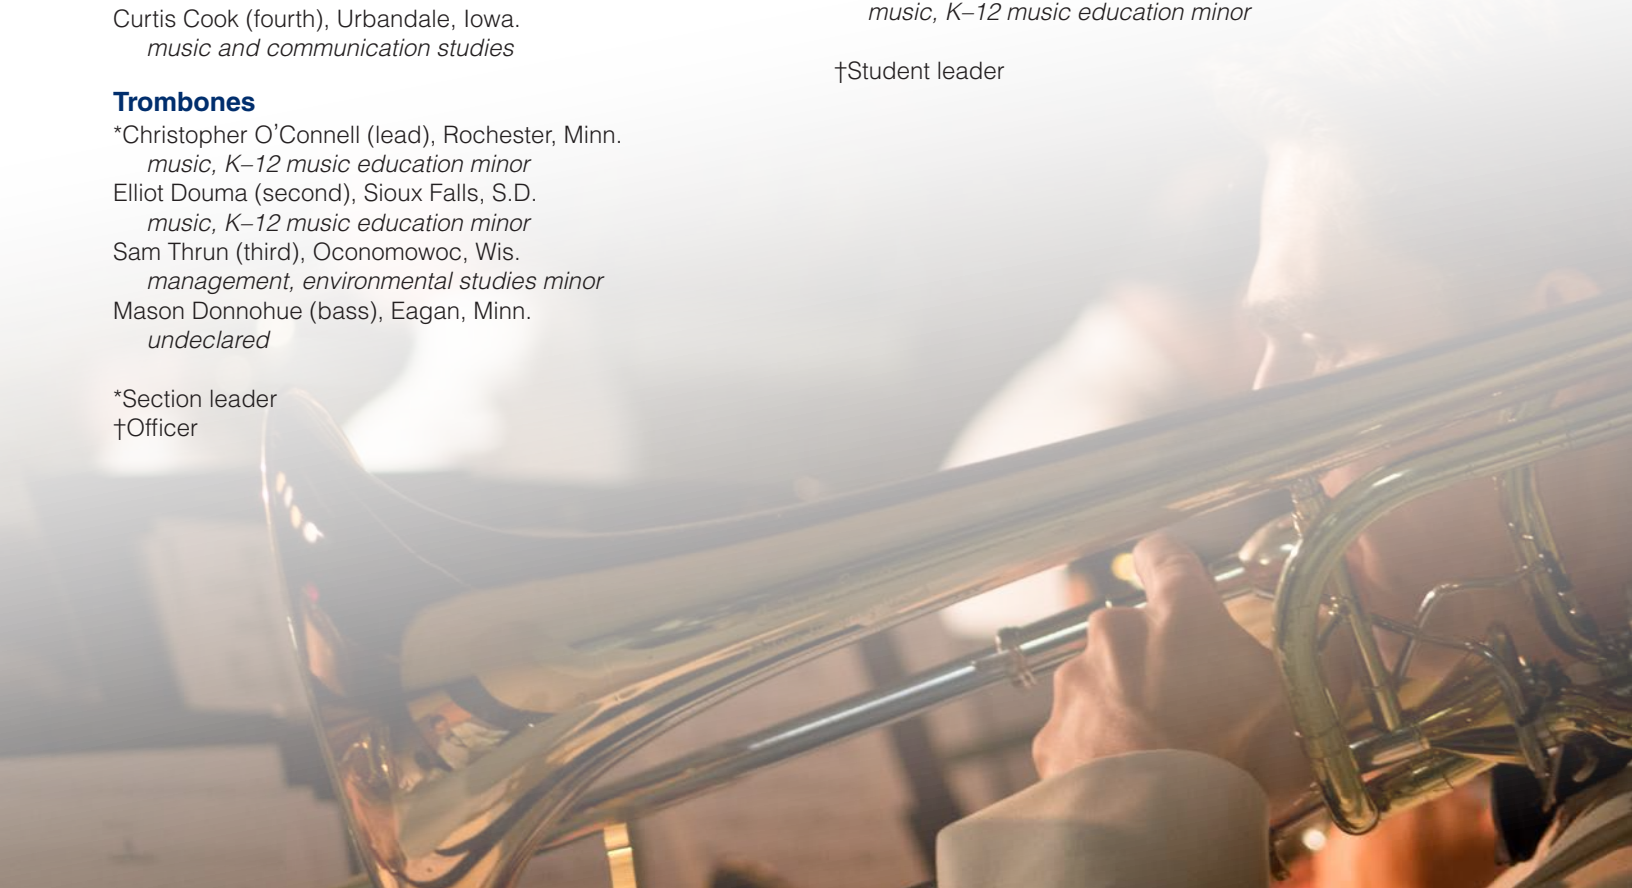 Curtis Cook (fourth), Urbandale, Iowa.
music and communication studies
Trombones
*Christopher O’Connell (lead), Rochester, Minn.
music, K–12 music education minor
Elliot Douma (second), Sioux Falls, S.D.
music, K–12 music education minor
Sam Thrun (third), Oconomowoc, Wis.
management, environmental studies minor
Mason Donnohue (bass), Eagan, Minn.
undeclared
*Section leader
†Officer
music, K–12 music education minor
†Student leader